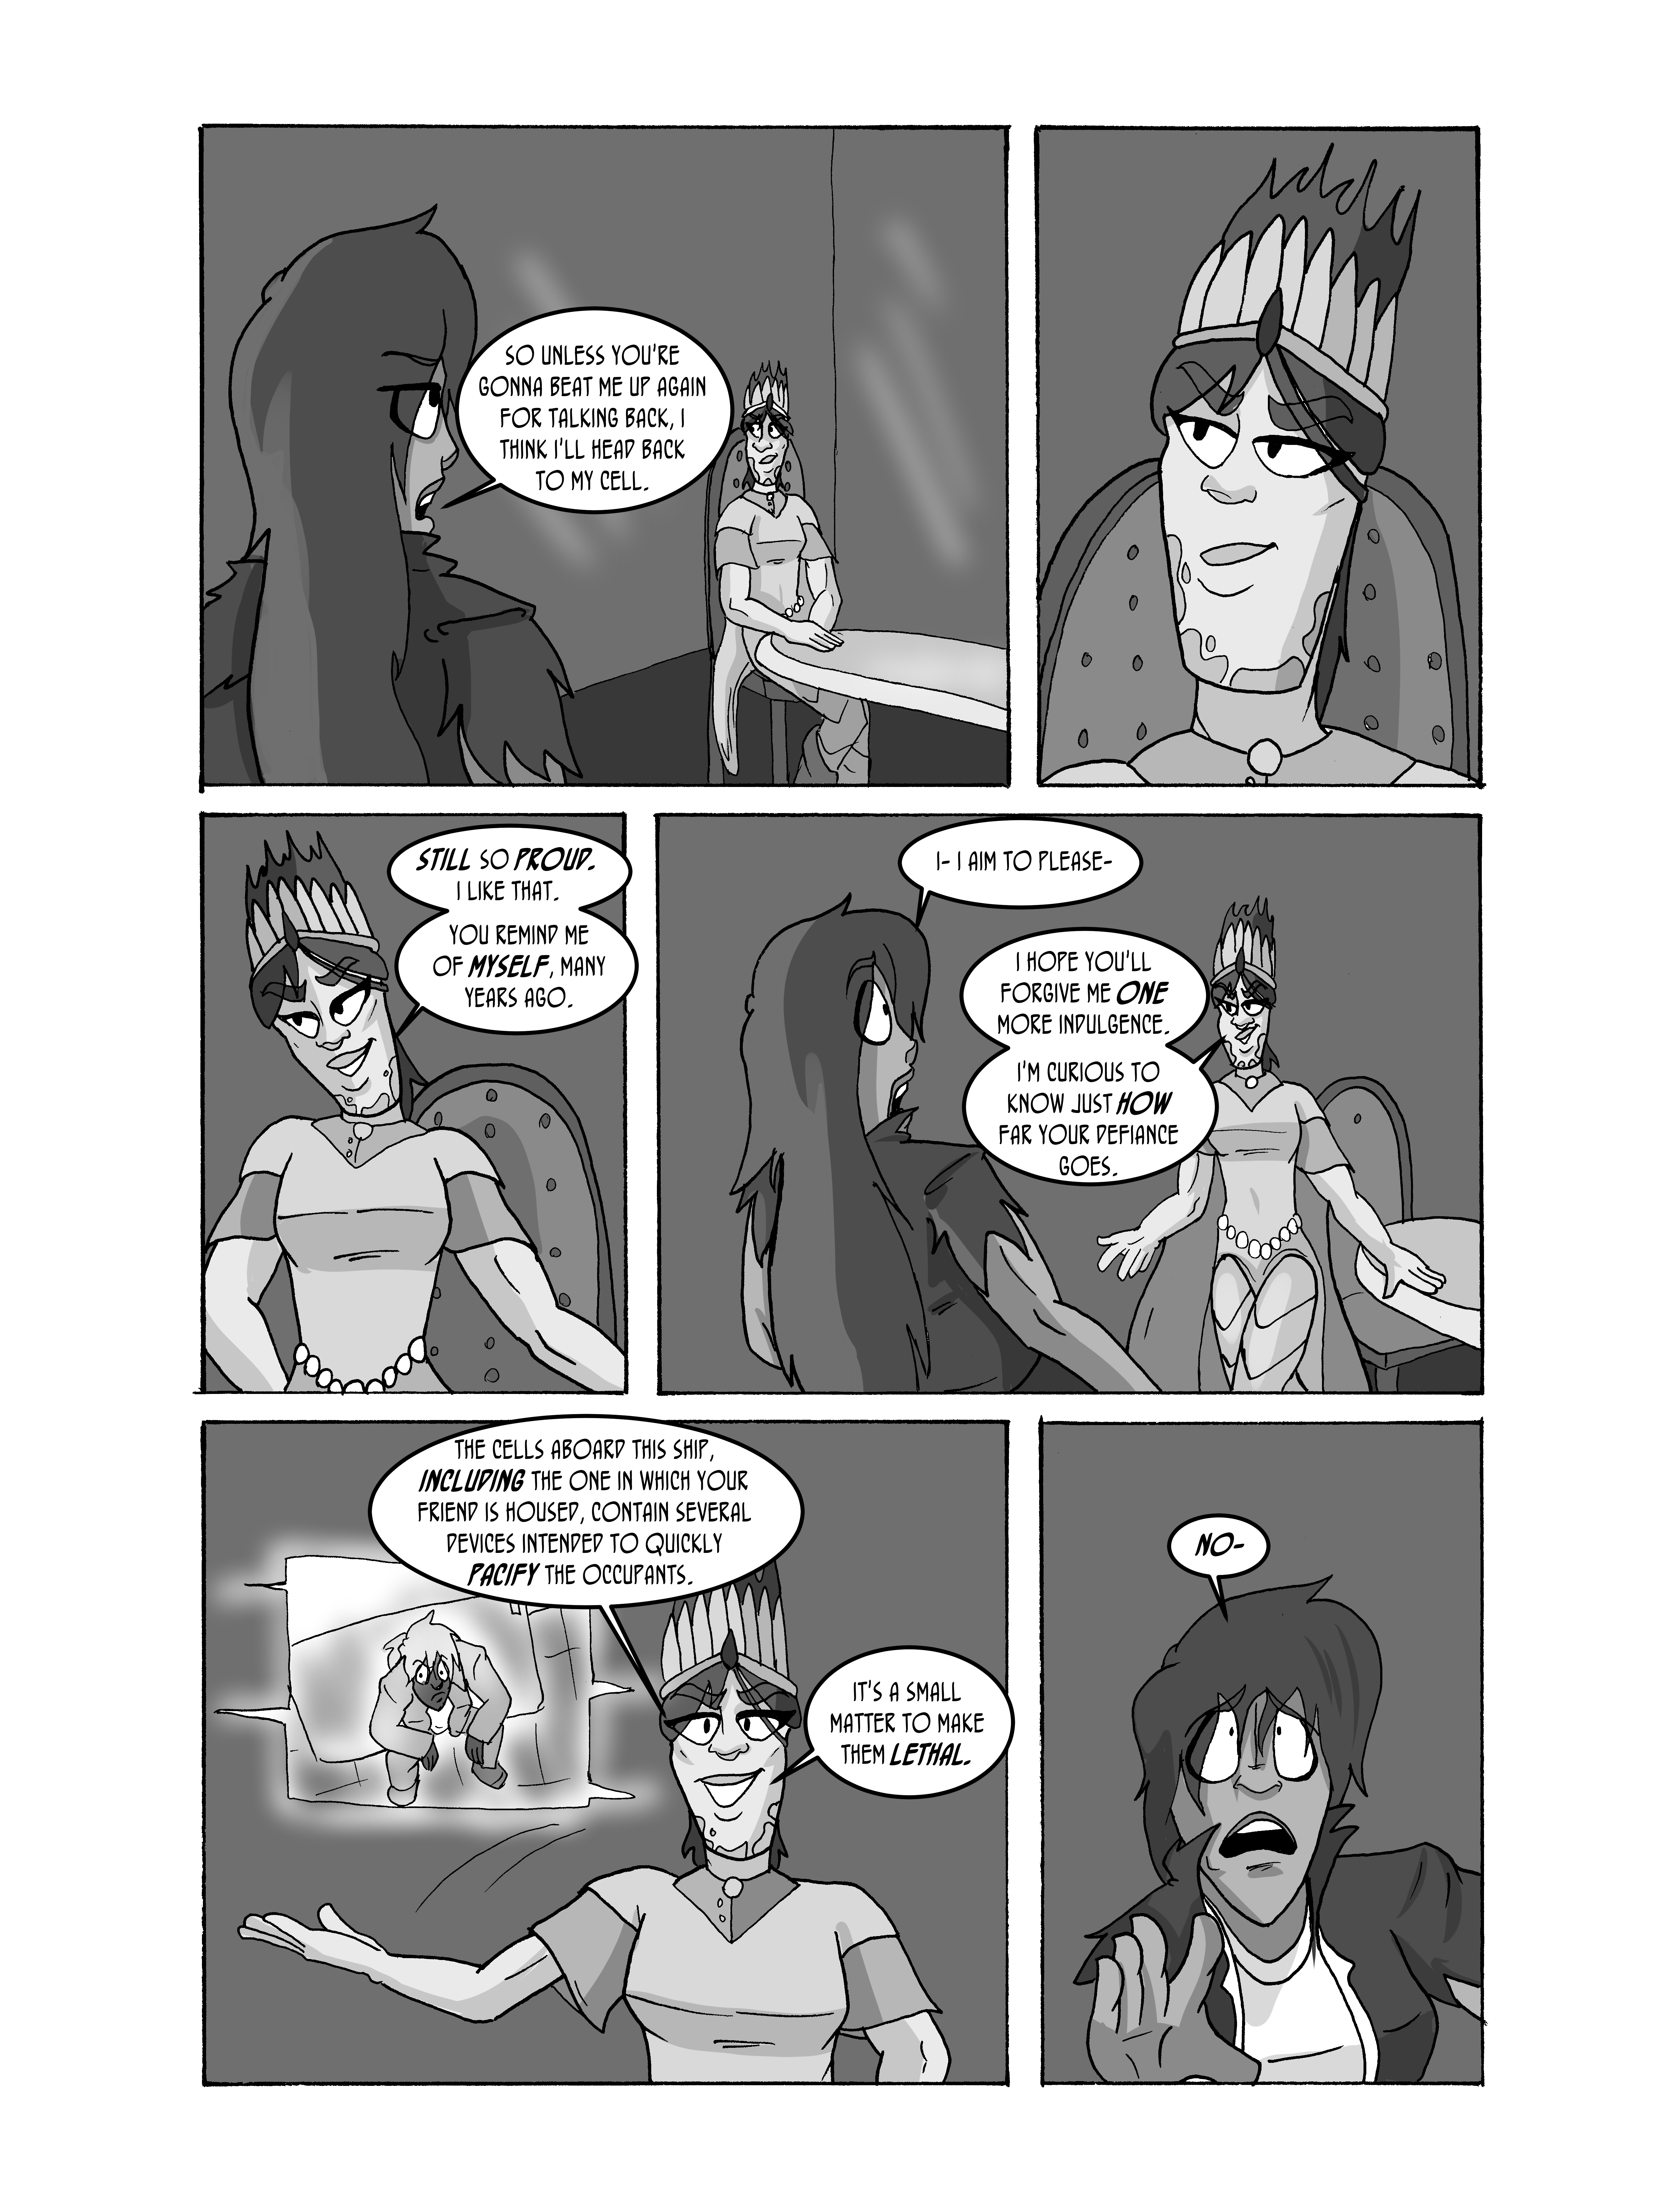 SO UNLESS YOU'RE
GONNA BEAT ME UP AGAIN
FOR TALKING BACK, I
THINK I'LL HEAD BACK
TO MY CELL.
STILL SO PROUD.
I LIKE THAT.
YOU REMIND ME
OF MYSELF, MANY
YEARS AGO.
I- I AIM TO PLEASE-
I HOPE YOU'LL
FORGIVE ME ONE
MORE INDULGENCE.
I'M CURIOUS TO
KNOW JUST HOW
FAR YOUR DEFIANCE
GOES.
THE CELLS ABOARD THIS SHIP,
INCLUDING THE ONE IN WHICH YOUR
FRIEND IS HOUSED, CONTAIN SEVERAL
DEVICES INTENDED TO QUICKLY
PACIFY THE OCCUPANTS.
IT'S A SMALL
MATTER TO MAKE
THEM LETHAL.
NO-